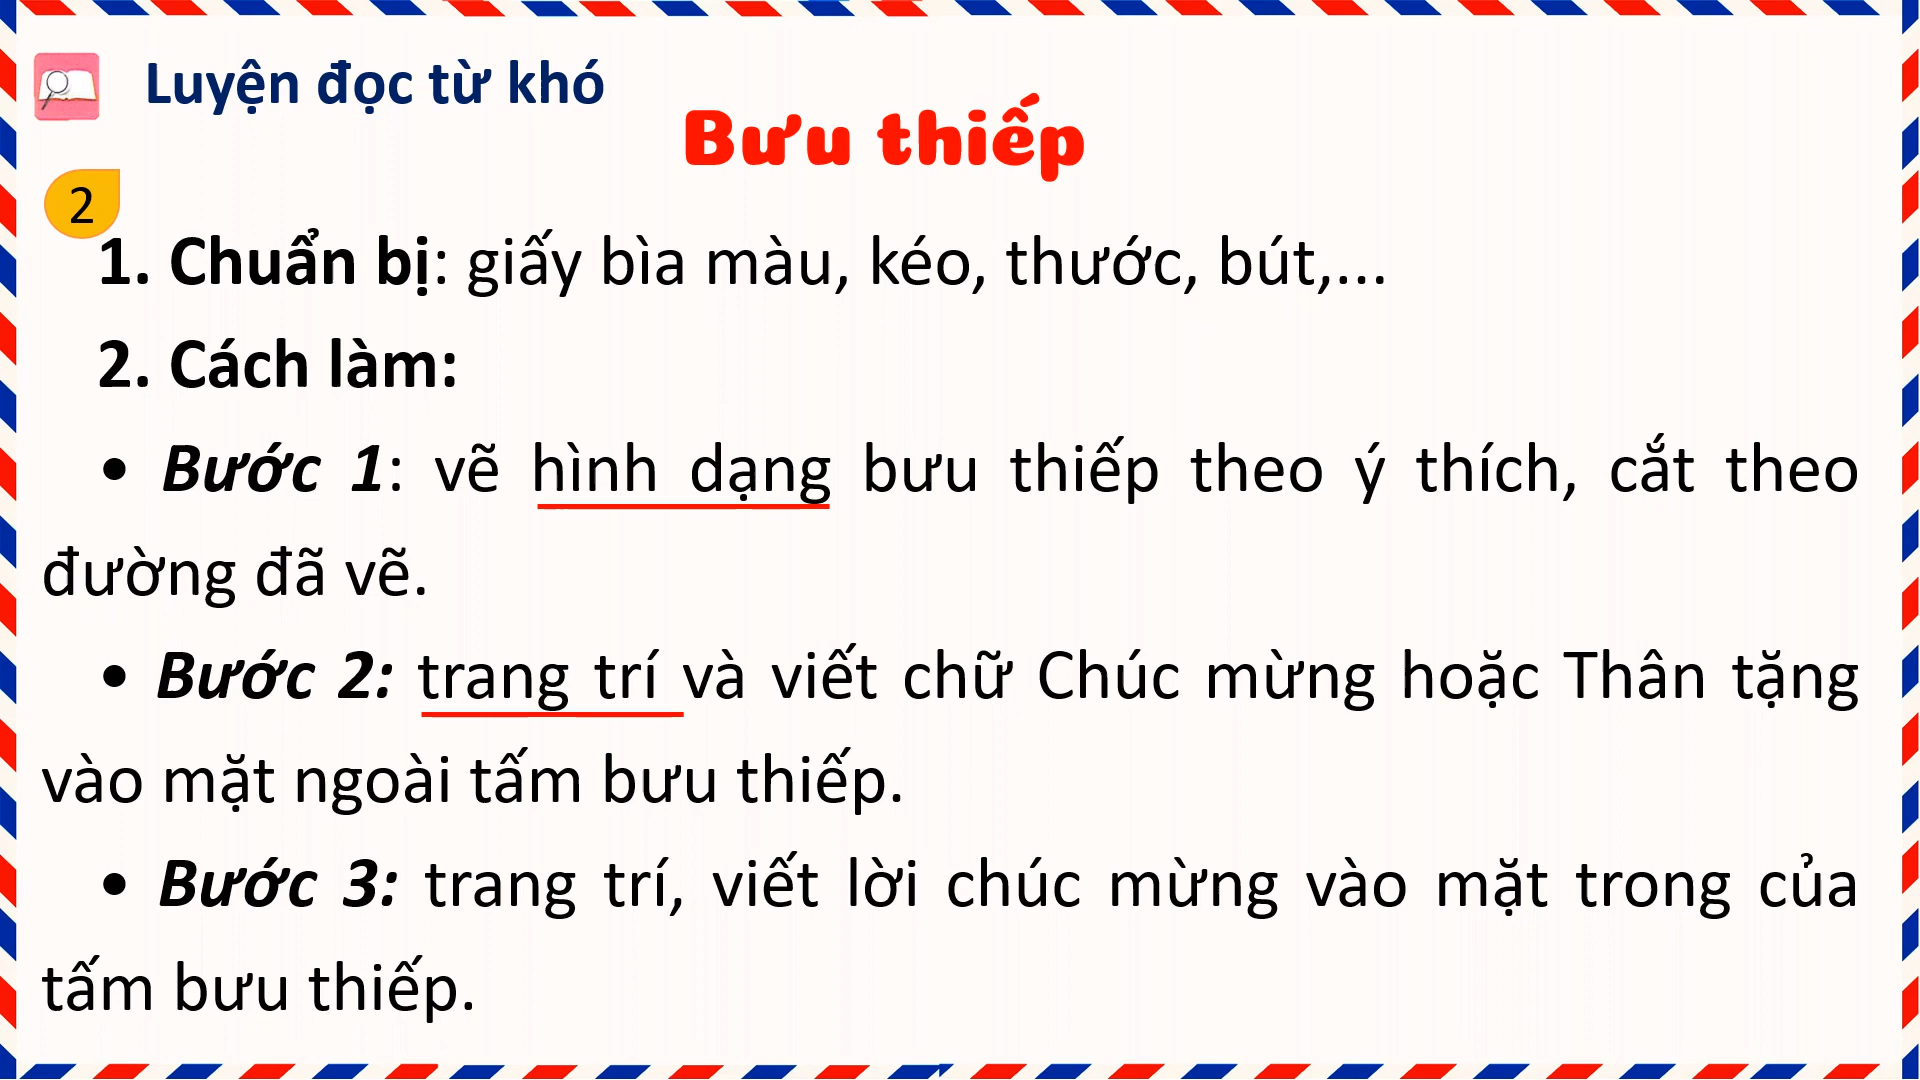 Luyện đọc từ khó
Bưu thiếp
2
1. Chuẩn bị: giấy bìa màu, kéo, thước, bút,...
2. Cách làm:
• Bước 1: vẽ hình dạng bưu thiếp theo ý thích, cắt theo
đường đã vẽ.
• Bước 2: trang trí và viết chữ Chúc mừng hoặc Thân tặng
vào mặt ngoài tấm bưu thiếp.
• Bước 3: trang trí, viết lời chúc mừng vào mặt trong của
tấm bưu thiếp.